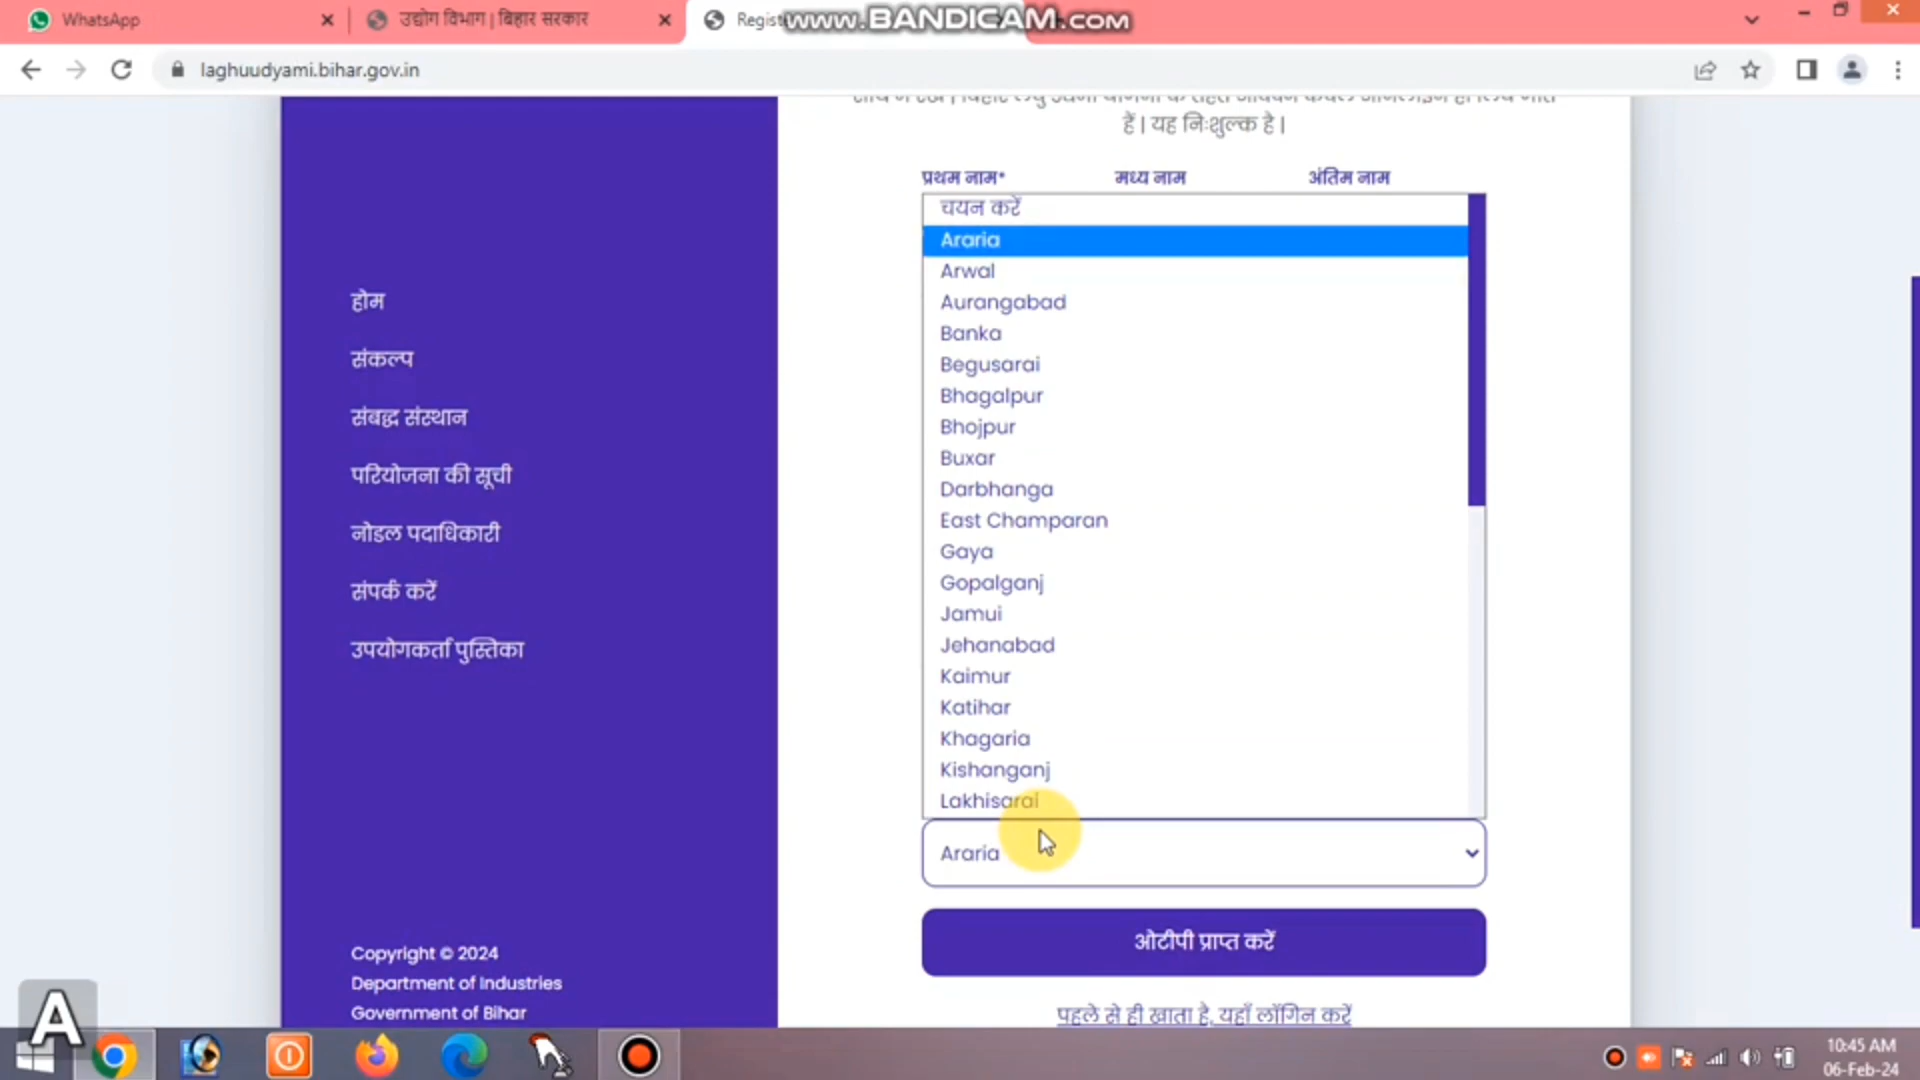 WhatsApp
उद्योग विभाग | बिहार सरकार
www.BANDICAM.com
laghuudyami.bihar.gov.in
हैं | यह निःशुल्क है |
प्रथम नाम* मध्य नाम अंतिम नाम
चयन करें
Araria
Arwal
Aurangabad
Banka
Begusarai
Bhagalpur
Bhojpur
Buxar
Darbhanga
East Champaran
Gaya
Gopalganj
Jamui
Jehanabad
Kaimur
Katihar
Khagaria
Kishanganj
Lakhisarai
Araria
ओटीपी प्राप्त करें
पहले से ही खाता है, यहाँ लॉगिन करें
होम
संकल्प
संबद्ध संस्थान
परियोजना की सूची
नोडल पदाधिकारी
संपर्क करें
उपयोगकर्ता पुस्तिका
Copyright © 2024
Department of Industries
Government of Bihar
A
10:45 AM
06-Feb-24